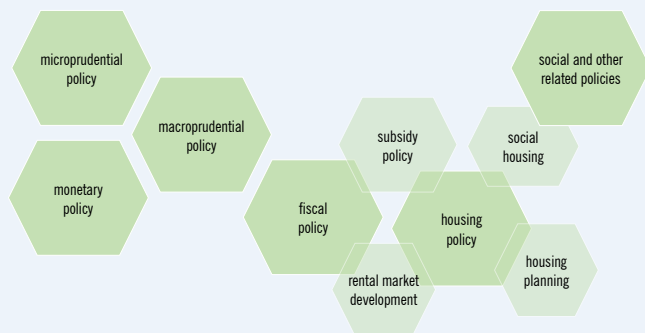 microprudential
policy
social and other
related policies
macroprudential
policy
subsidy
policy
social
housing
monetary
policy
fiscal
policy
housing
policy
rental market
development
housing
planning